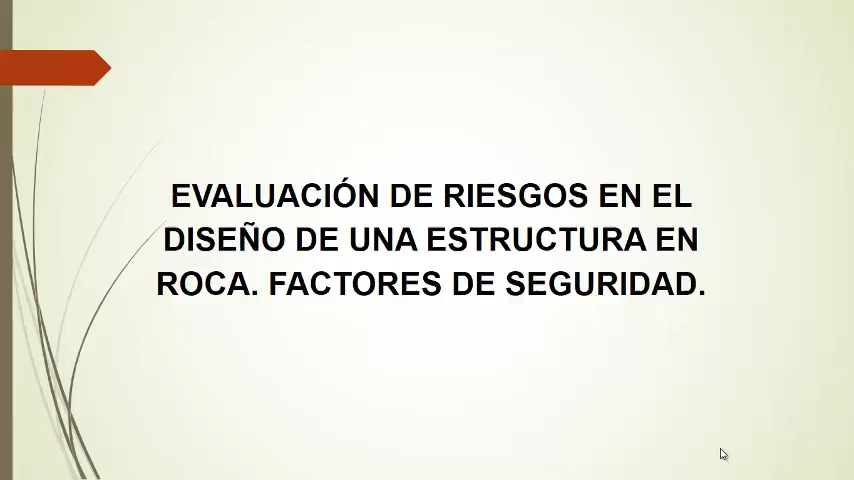 EVALUACIÓN DE RIESGOS EN EL
DISEÑO DE UNA ESTRUCTURA EN
ROCA. FACTORES DE SEGURIDAD.